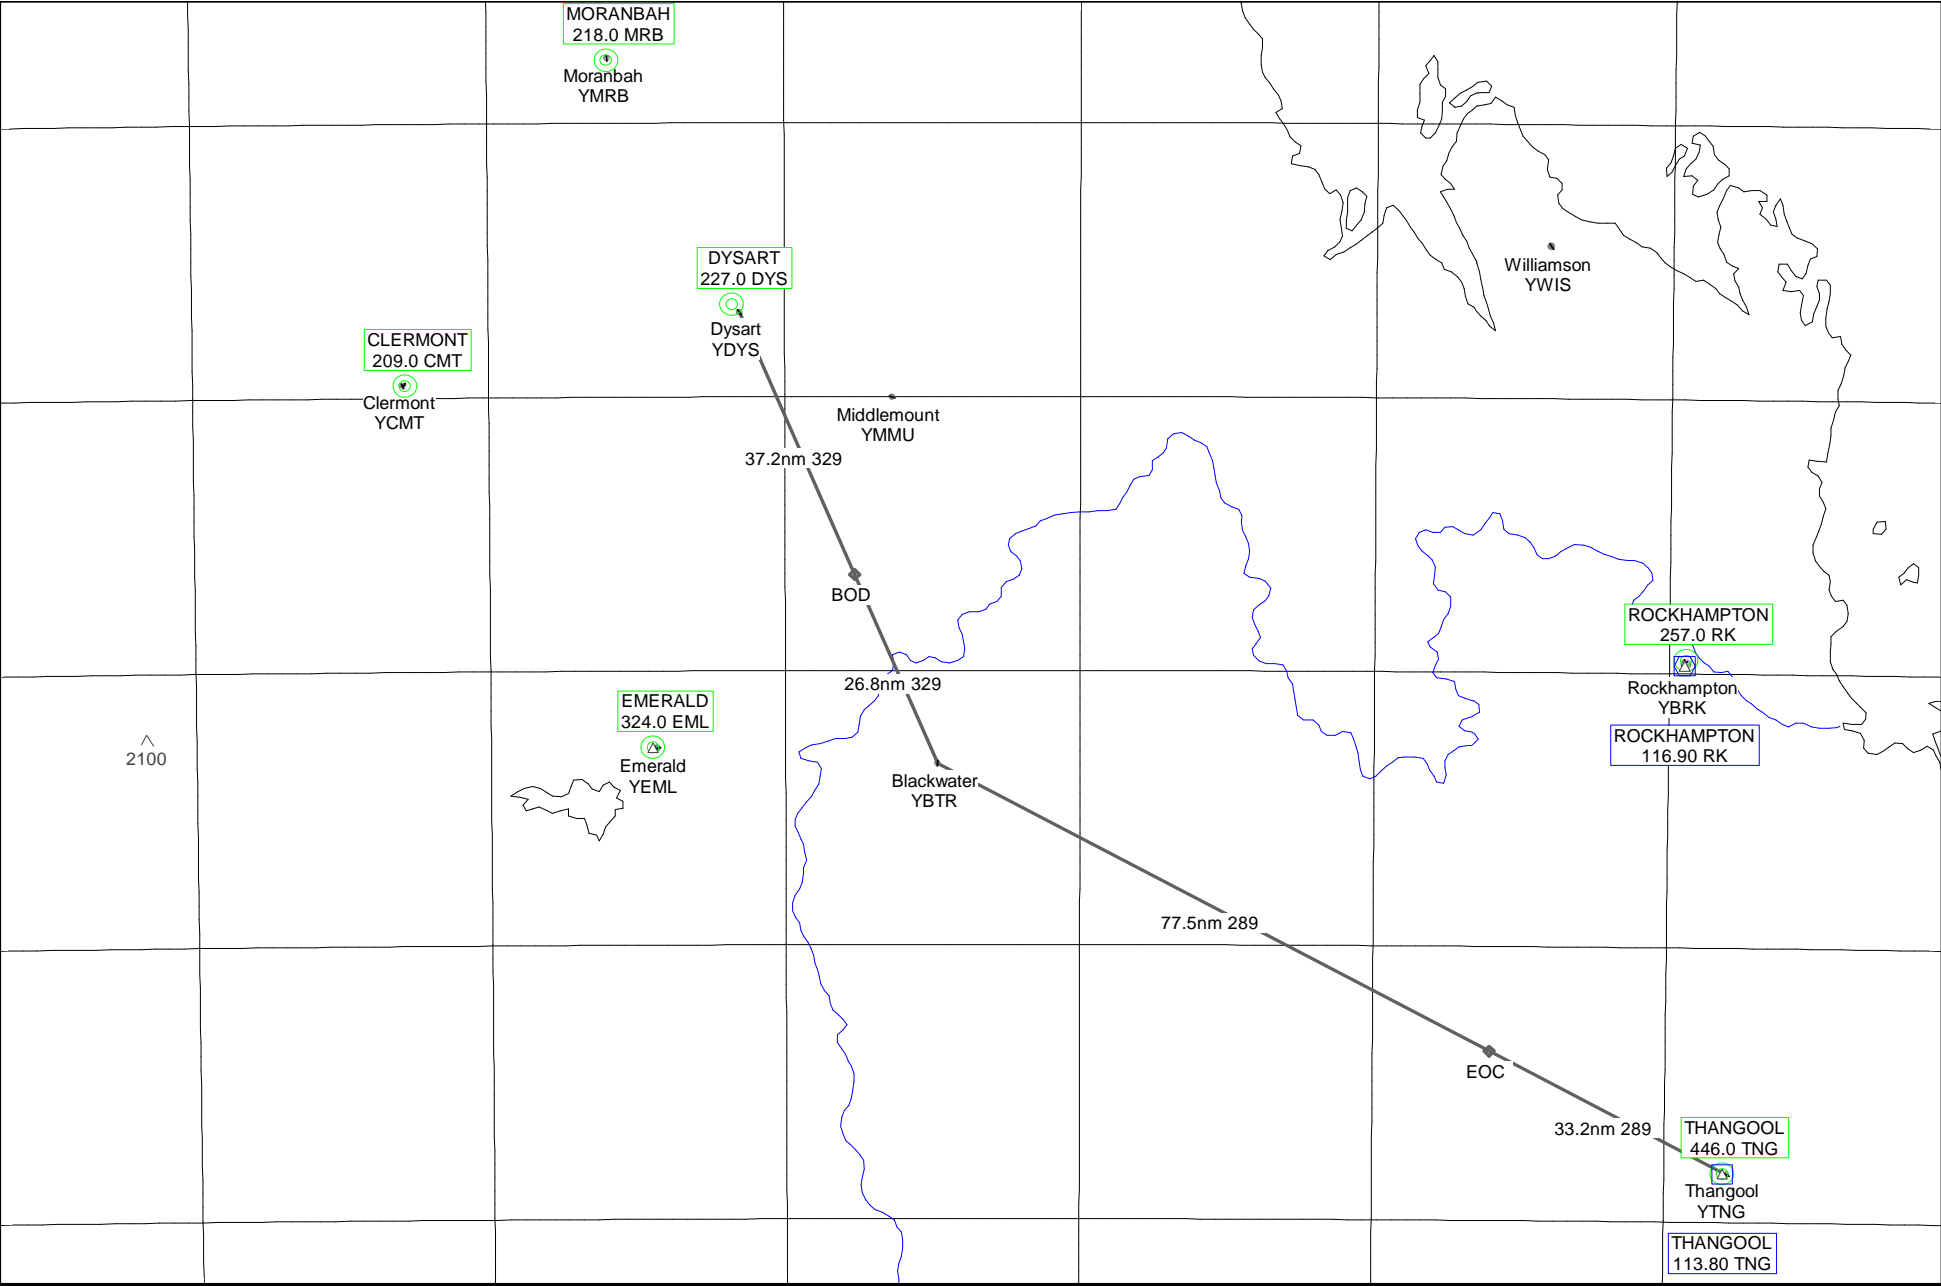 MORANBAH
218.0 MRB
Moranbah
YMRB
DYSART
227.0 DYS
Dysart
YDYS
Williamson
YWIS
CLERMONT
209.0 CMT
Clermont
YCMT
Middlemount
YMMU
37.2nm 329
BOD
ROCKHAMPTON
257.0 RK
Rockhampton
YBRK
ROCKHAMPTON
116.90 RK
26.8nm 329
EMERALD
324.0 EML
Emerald
YEML
2100
Blackwater
YBTR
77.5nm 289
EOC
33.2nm 289
THANGOOL
446.0 TNG
Thangool
YTNG
THANGOOL
113.80 TNG